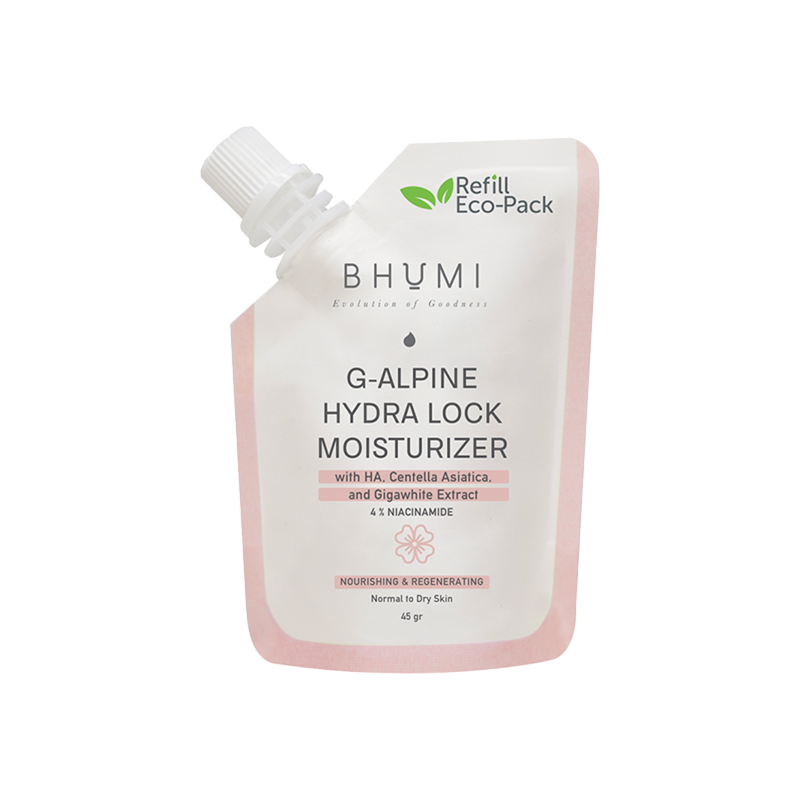 Refill
Eco-Pack
BHUMI
Evolution of Goodness
G-ALPINE
HYDRA LOCK
MOISTURIZER
with HA, Centella Asiatica,
and Gigawhite Extract
4 % NIACINAMIDE
NOURISHING & REGENERATING
Normal to Dry Skin
45 gr